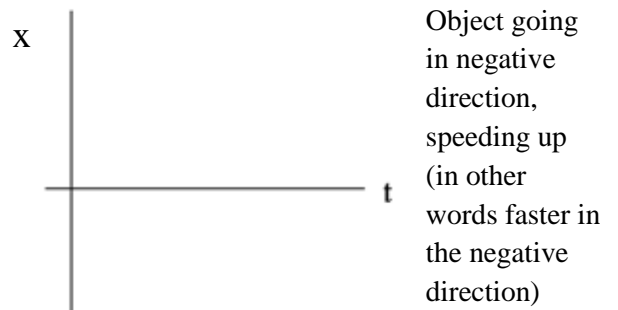 x
t
Object going
in negative
direction,
speeding up
(in other
words faster in
the negative
direction)